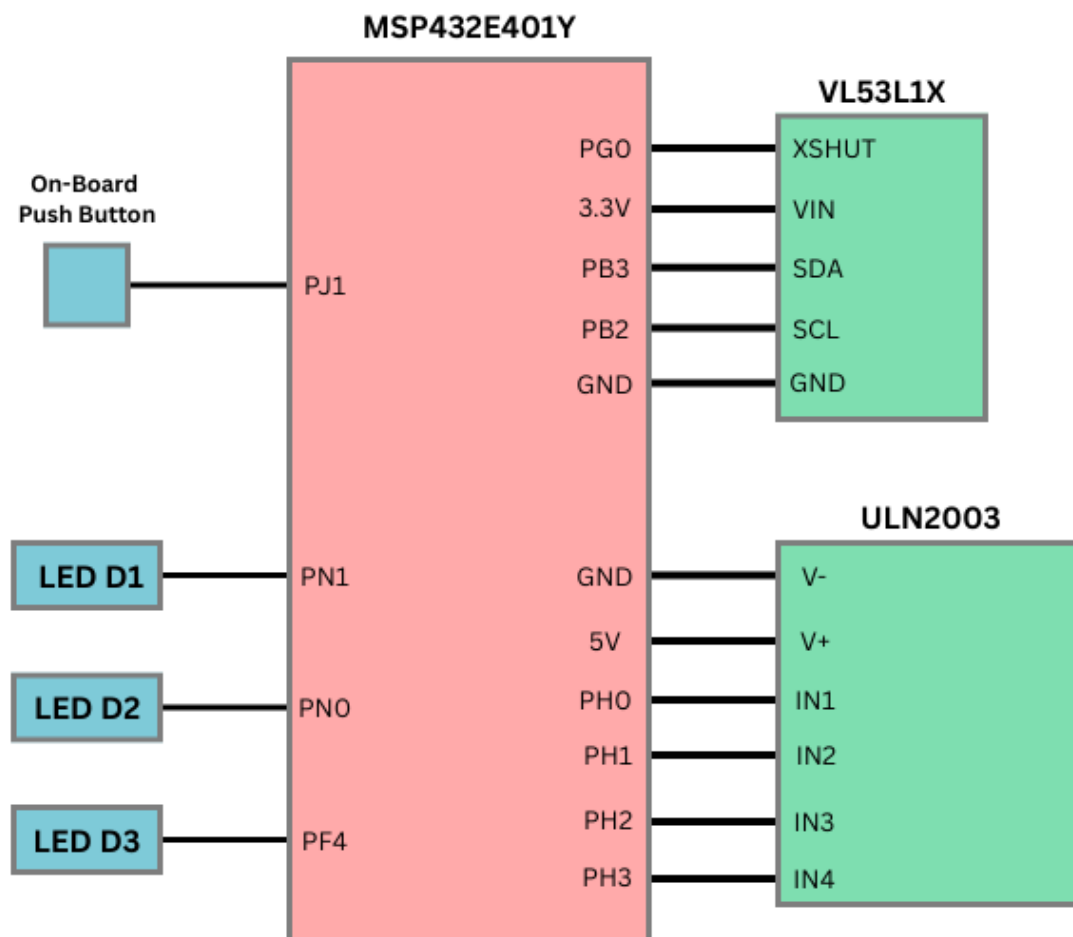 MSP432E401Y
VL53L1X
On-Board
Push Button
PG0 XSHUT
3.3V VIN
PB3 SDA
PJ1
PB2 SCL
GND GND
ULN2003
LED D1 PN1 GND V-
5V V+
LED D2 PN0 PH0 IN1
PH1 IN2
LED D3 PF4 PH2 IN3
PH3 IN4